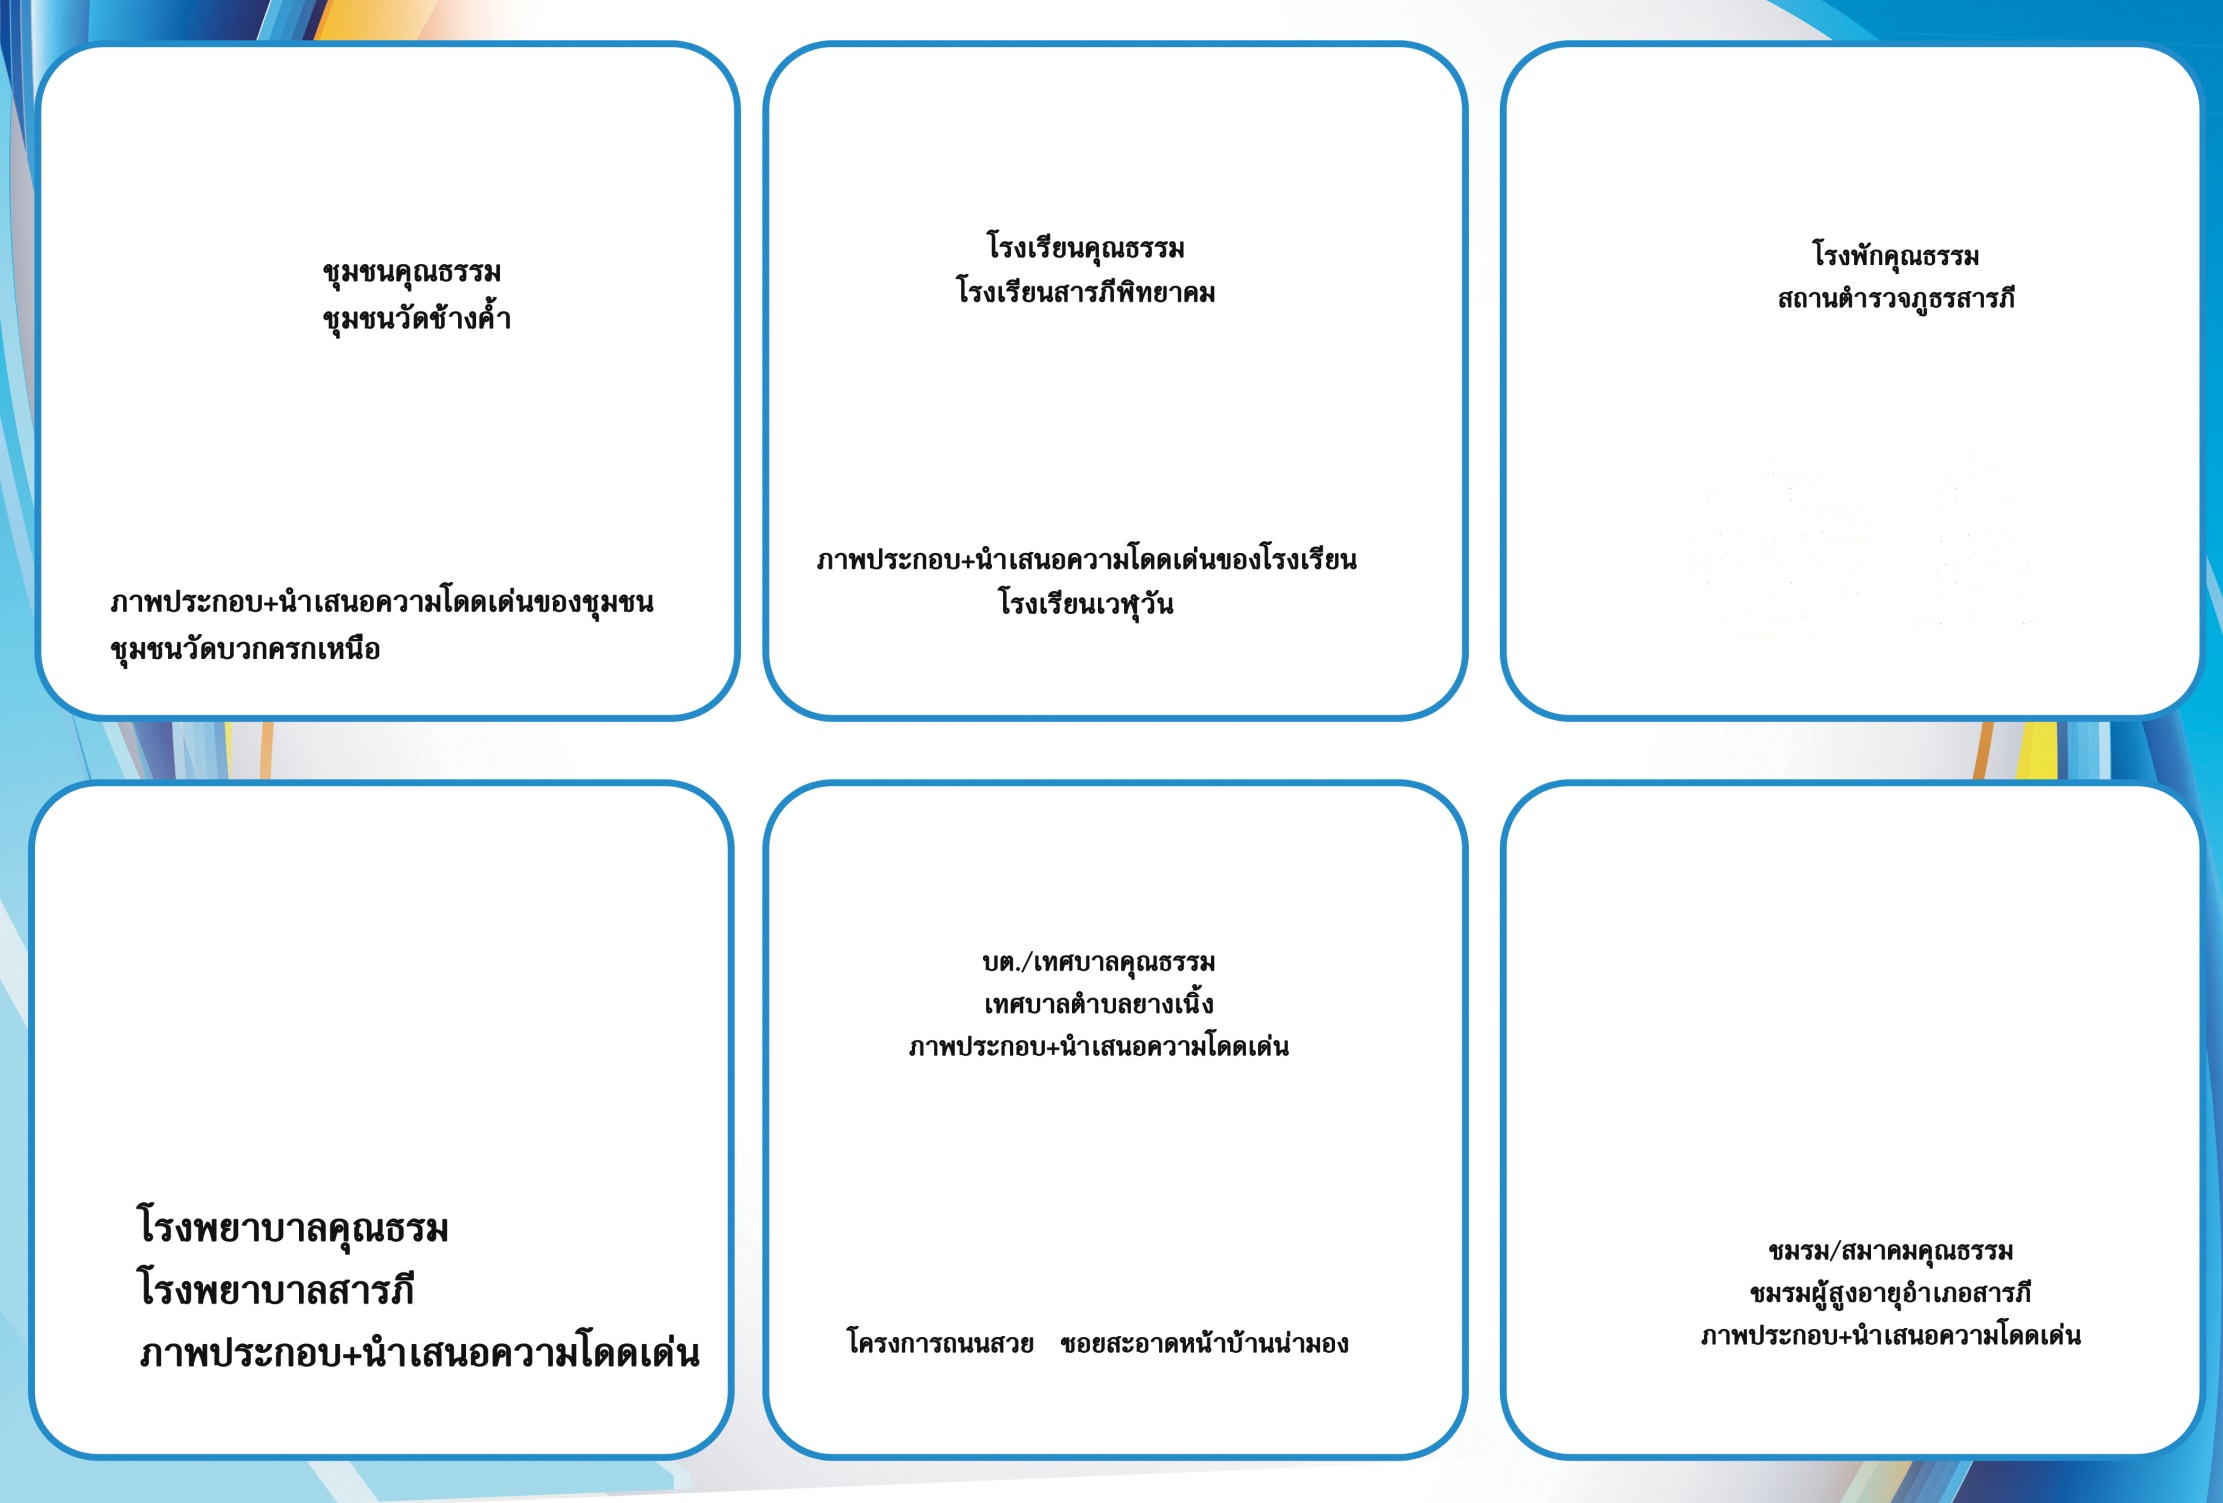 ชุมชนคุณธรรม
ชุมชนวัดช้างค้ำ
ภาพประกอบ+นำเสนอความโดดเด่นของชุมชน
ชุมชนวัดบวกครกเหนือ
โรงเรียนคุณธรรม
โรงเรียนสารภีพิทยาคม
ภาพประกอบ+นำเสนอความโดดเด่นของโรงเรียน
โรงเรียนเวฬุวัน
โรงพักคุณธรรม
สถานตำรวจภูธรสารภี
โรงพยาบาลคุณธรม
โรงพยาบาลสารภี
ภาพประกอบ+นำเสนอความโดดเด่น
บต./เทศบาลคุณธรรม
เทศบาลตำบลยางเนิ้ง
ภาพประกอบ+นำเสนอความโดดเด่น
โครงการถนนสวย ซอยสะอาดหน้าบ้านน่ามอง
ชมรม/สมาคมคุณธรรม
ชมรมผู้สูงอายุอำเภอสารภี
ภาพประกอบ+นำเสนอความโดดเด่น